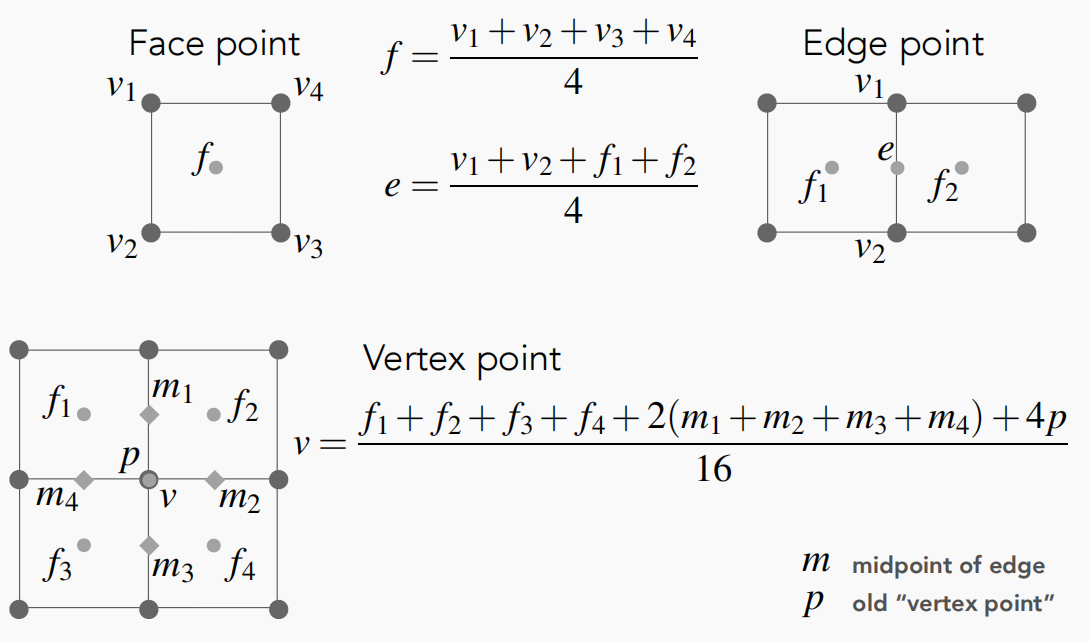 Face point
v1
v4
f
v2
v3
f = (v1 + v2 + v3 + v4) / 4
e = (v1 + v2 + f1 + f2) / 4
Edge point
v1
e
f1
f2
v2
Vertex point
v = (f1 + f2 + f3 + f4 + 2(m1 + m2 + m3 + m4) + 4p) / 16
f1
m1
f2
p
m4
v
m2
f3
m3
f4
m midpoint of edge
p old “vertex point”